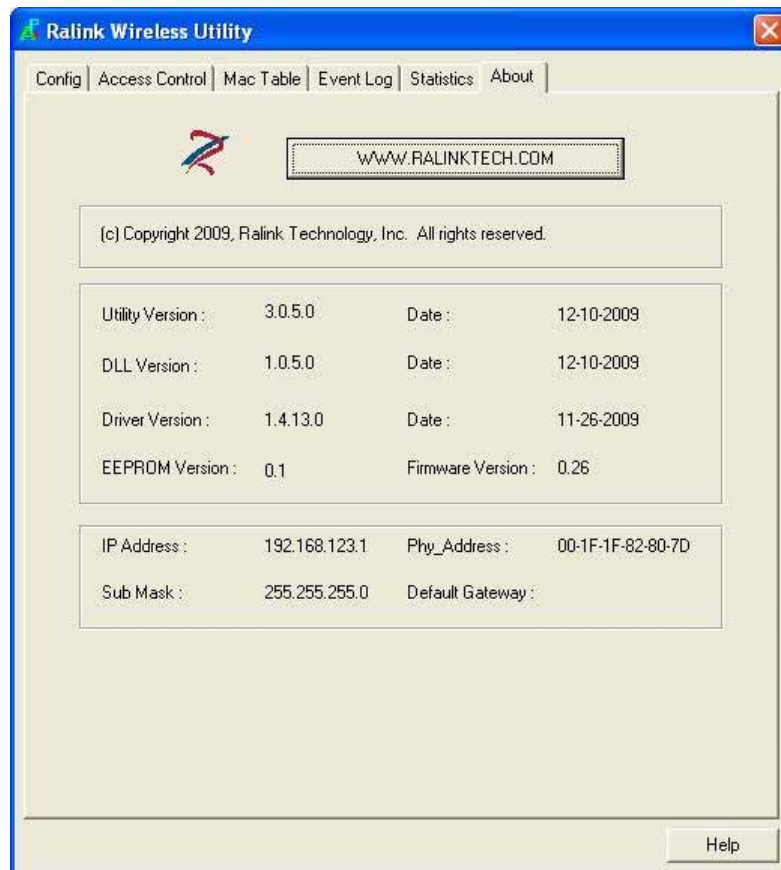 Ralink Wireless Utility
Config Access Control Mac Table Event Log Statistics About
WWW.RALINKTECH.COM
(c) Copyright 2009, Ralink Technology, Inc. All rights reserved.
Utility Version : 3.0.5.0 Date : 12-10-2009
DLL Version : 1.0.5.0 Date : 12-10-2009
Driver Version : 1.4.13.0 Date : 11-26-2009
EEPROM Version : 0.1 Firmware Version : 0.26
IP Address : 192.168.123.1 Phy_Address : 00-1F-1F-82-80-7D
Sub Mask : 255.255.255.0 Default Gateway :
Help